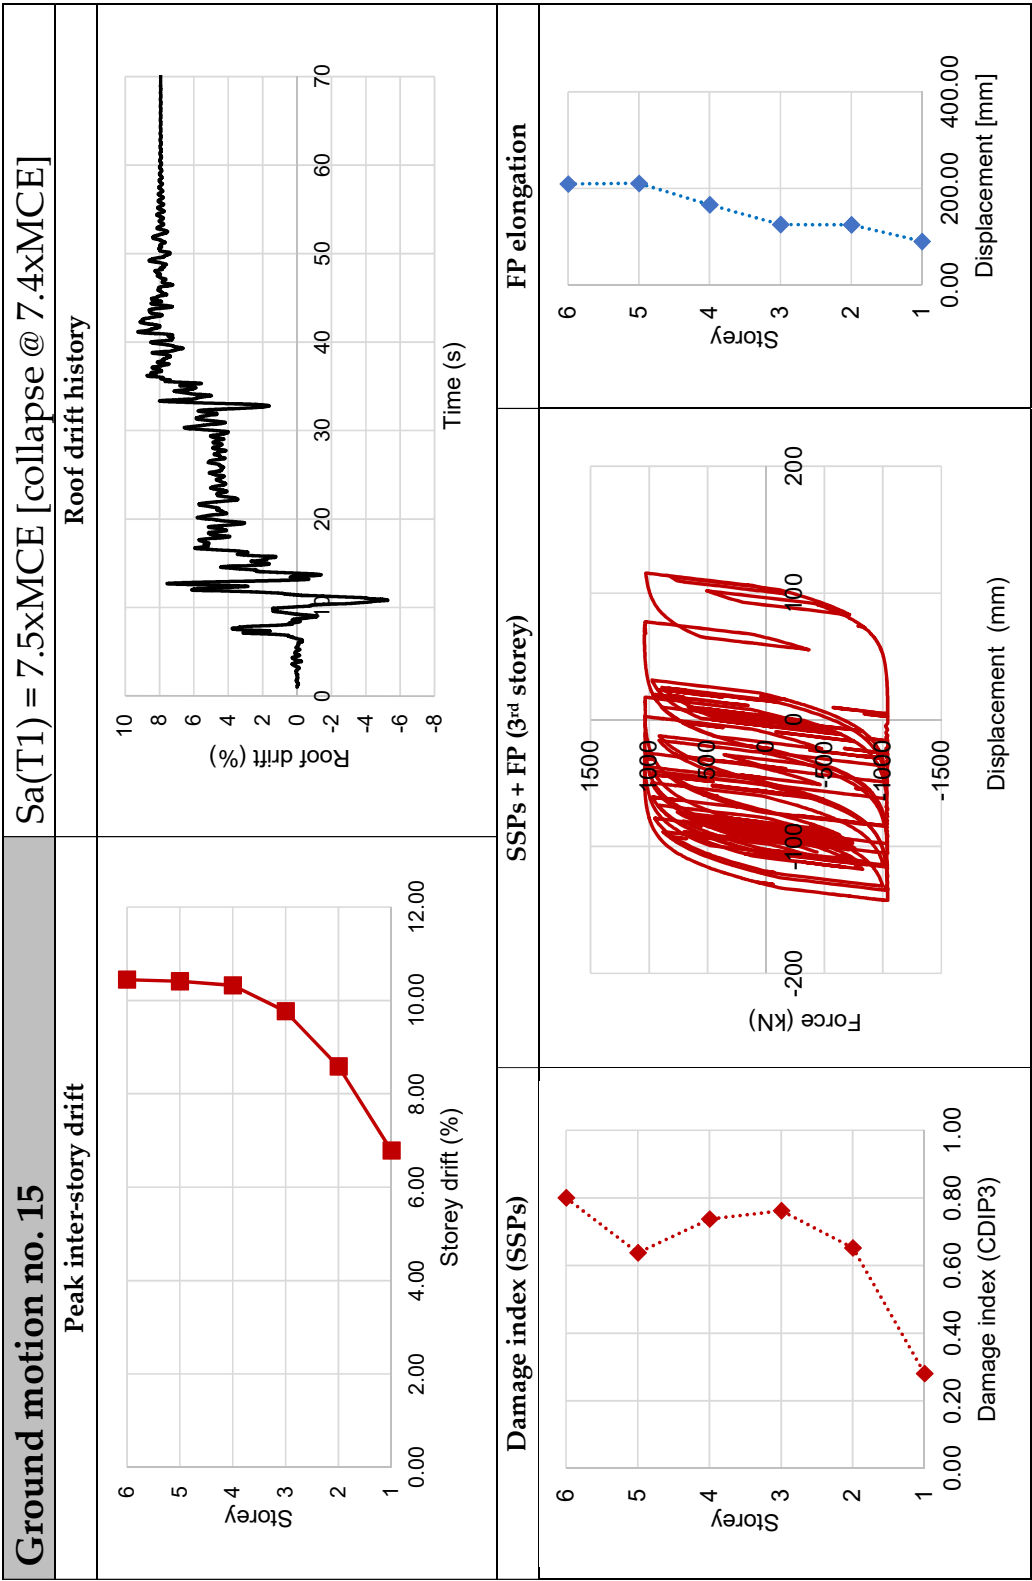 Ground motion no. 15
Sa(T1) = 7.5xMCE [collapse @ 7.4xMCE]
Peak inter-story drift
Roof drift history
6
5
4
3
2
1
Storey
0.00 2.00 4.00 6.00 8.00 10.00 12.00
Storey drift (%)
10
8
6
4
2
0
-2
-4
-6
-8
Roof drift (%)
0 10 20 30 40 50 60 70
Time (s)
Damage index (SSPs)
SSPs + FP (3rd storey)
FP elongation
6
5
4
3
2
1
Storey
0.00 0.20 0.40 0.60 0.80 1.00
Damage index (CDIP3)
1500
1000
500
0
-500
-1000
-1500
Force (kN)
-200 -100 0 100 200
Displacement (mm)
6
5
4
3
2
1
Storey
0.00 200.00 400.00
Displacement [mm]